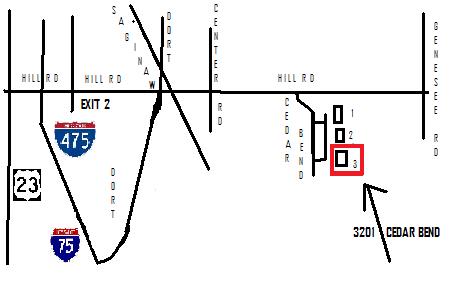 SAGINAW
DORT
CENTER RD
GENESEE RD
HILL RD
HILL RD
HILL RD
EXIT 2
475
CEDAR BEND
1
2
3
DORT
23
75
3201 CEDAR BEND